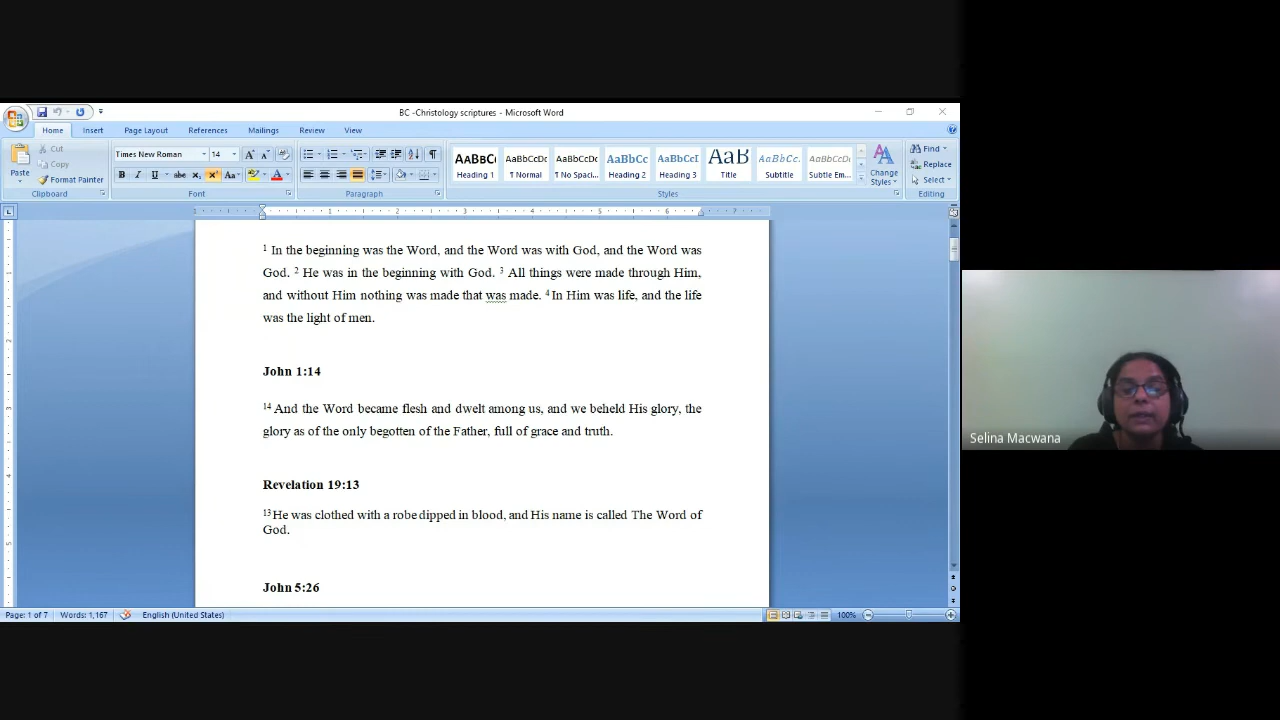 BC -Christology scriptures - Microsoft Word
Home Insert Page Layout References Mailings Review View
Paste
Cut
Copy
Format Painter
Clipboard
Times New Roman 14
Font
Paragraph
AaBbCc AaBbCcDc AaBbCcDc AaBbCc AaBbCcI AaB AaBbCc. AaBbCcDc
Heading 1 ¶ Normal ¶ No Spaci... Heading 2 Heading 3 Title Subtitle Subtle Em...
Change Styles
Styles
Find
Replace
Select
Editing
1 In the beginning was the Word, and the Word was with God, and the Word was
God. 2 He was in the beginning with God. 3 All things were made through Him,
and without Him nothing was made that was made. 4 In Him was life, and the life
was the light of men.
John 1:14
14 And the Word became flesh and dwelt among us, and we beheld His glory, the
glory as of the only begotten of the Father, full of grace and truth.
Revelation 19:13
13 He was clothed with a robe dipped in blood, and His name is called The Word of
God.
John 5:26
Page: 1 of 7 Words: 1,167 English (United States) 100%
Selina Macwana